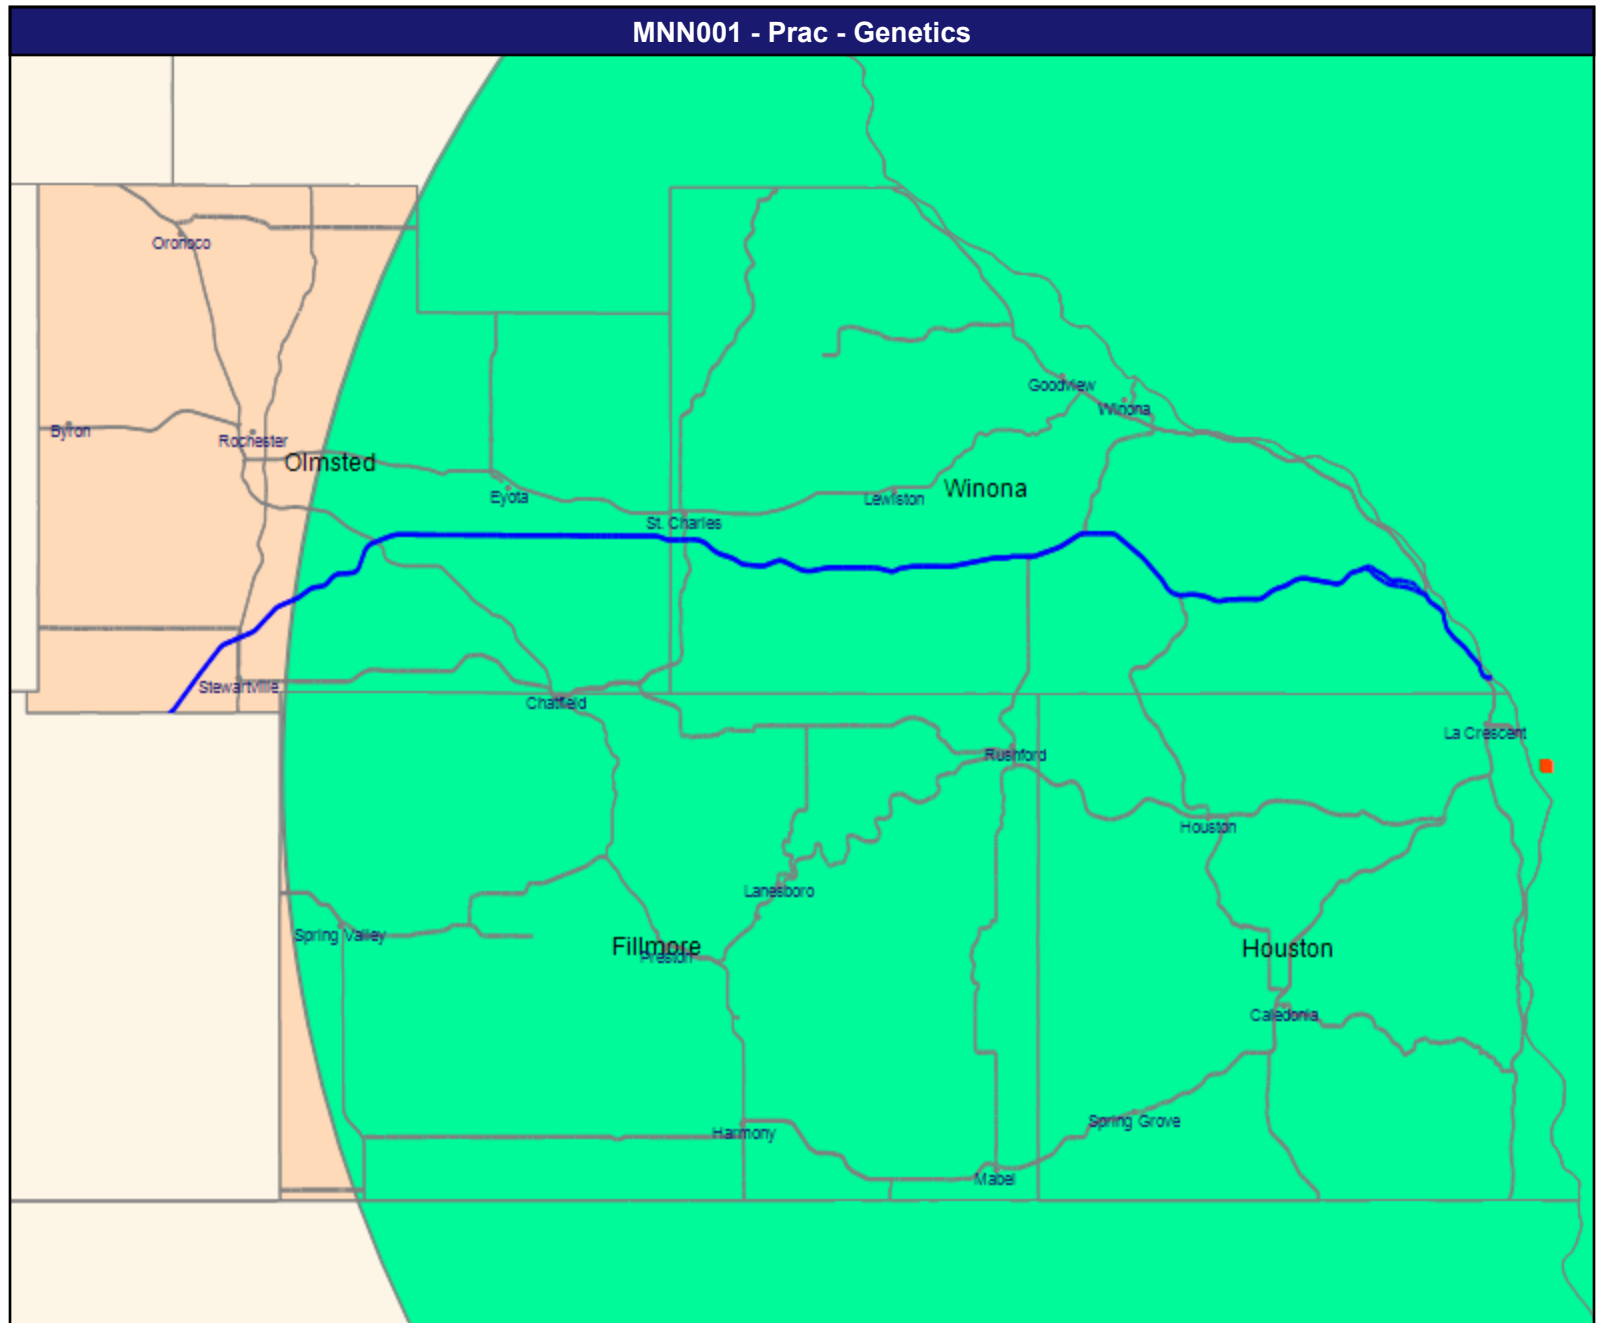 MNN001 - Prac - Genetics
Oronoco
Goodview
Winona
Byron
Rochester
Olmsted
Eyota
Lewiston
Winona
St. Charles
Stewartville
Chatfield
La Crescent
Rushford
Houston
Lanesboro
Spring Valley
Fillmore
Preston
Houston
Caledonia
Spring Grove
Harmony
Mabel